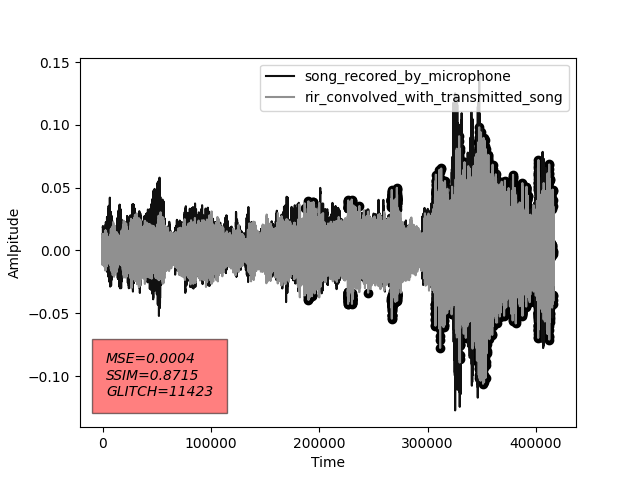 0.15
0.10
0.05
0.00
−0.05
−0.10
Amlpitude
song_recored_by_microphone
rir_convolved_with_transmitted_song
MSE=0.0004
SSIM=0.8715
GLITCH=11423
0 100000 200000 300000 400000
Time